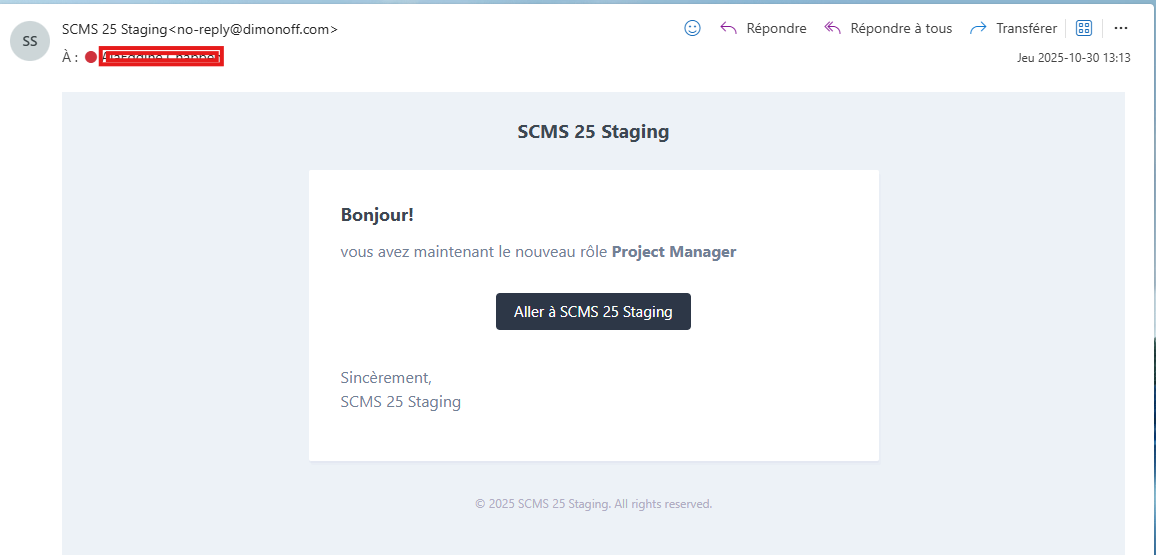 SS
SCMS 25 Staging<no-reply@dimonoff.com>
Répondre
Répondre à tous
Transférer
À :
Jeu 2025-10-30 13:13
SCMS 25 Staging
Bonjour!
vous avez maintenant le nouveau rôle Project Manager
Aller à SCMS 25 Staging
Sincèrement,
SCMS 25 Staging
© 2025 SCMS 25 Staging. All rights reserved.